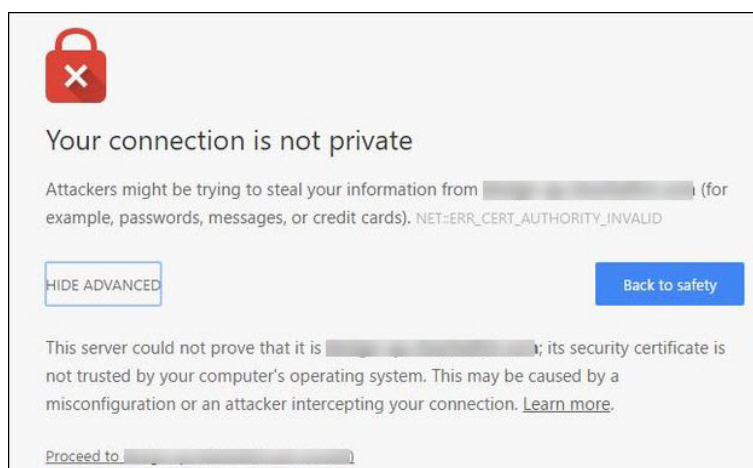 Your connection is not private
Attackers might be trying to steal your information from (for
example, passwords, messages, or credit cards). NET::ERR_CERT_AUTHORITY_INVALID
HIDE ADVANCED
Back to safety
This server could not prove that it is ; its security certificate is
not trusted by your computer's operating system. This may be caused by a
misconfiguration or an attacker intercepting your connection. Learn more.
Proceed to